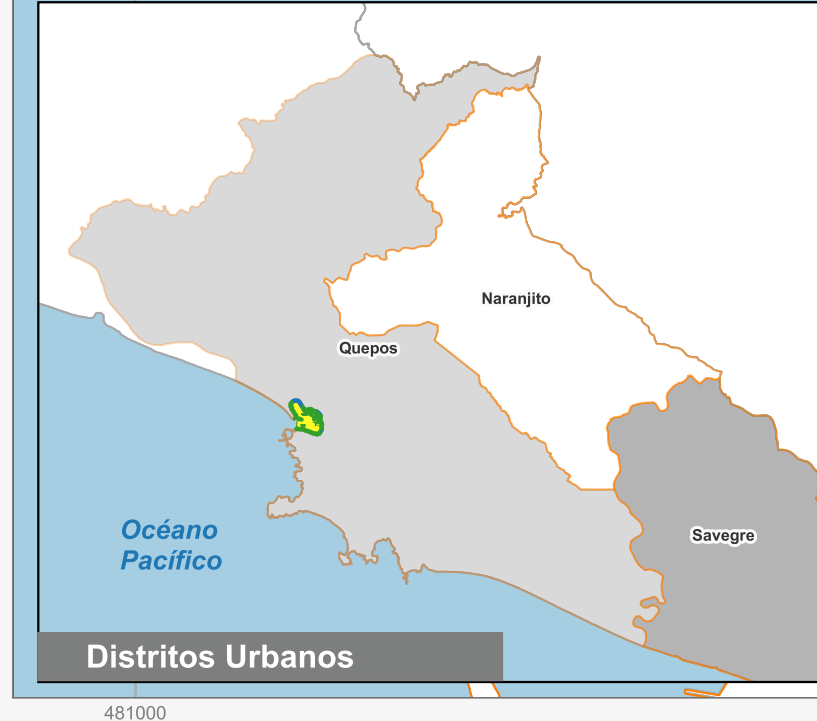 Naranjito
Quepos
Savegre
Océano
Pacífico
Distritos Urbanos
481000